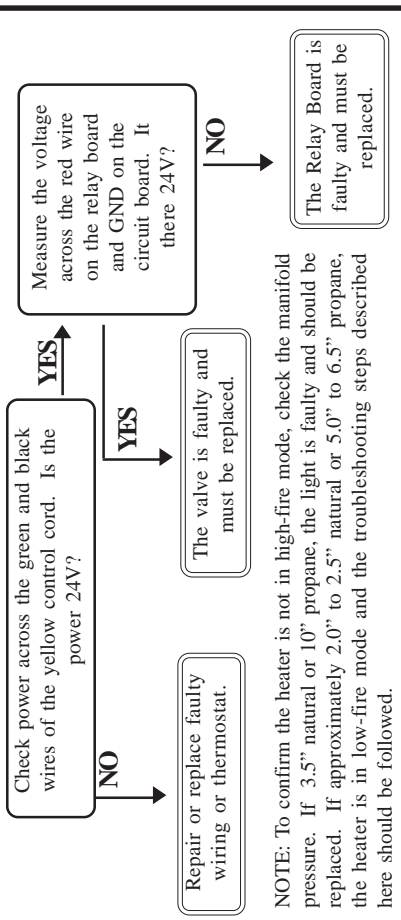 Check power across the green and black
wires of the yellow control cord. Is the
power 24V?
YES
Measure the voltage
across the red wire
on the relay board
and GND on the
circuit board. It
there 24V?
NO
YES
NO
Repair or replace faulty
wiring or thermostat.
The valve is faulty and
must be replaced.
The Relay Board is
faulty and must be
replaced.
NOTE: To confirm the heater is not in high-fire mode, check the manifold
pressure. If 3.5” natural or 10” propane, the light is faulty and should be
replaced. If approximately 2.0” to 2.5” natural or 5.0” to 6.5” propane,
the heater is in low-fire mode and the troubleshooting steps described
here should be followed.